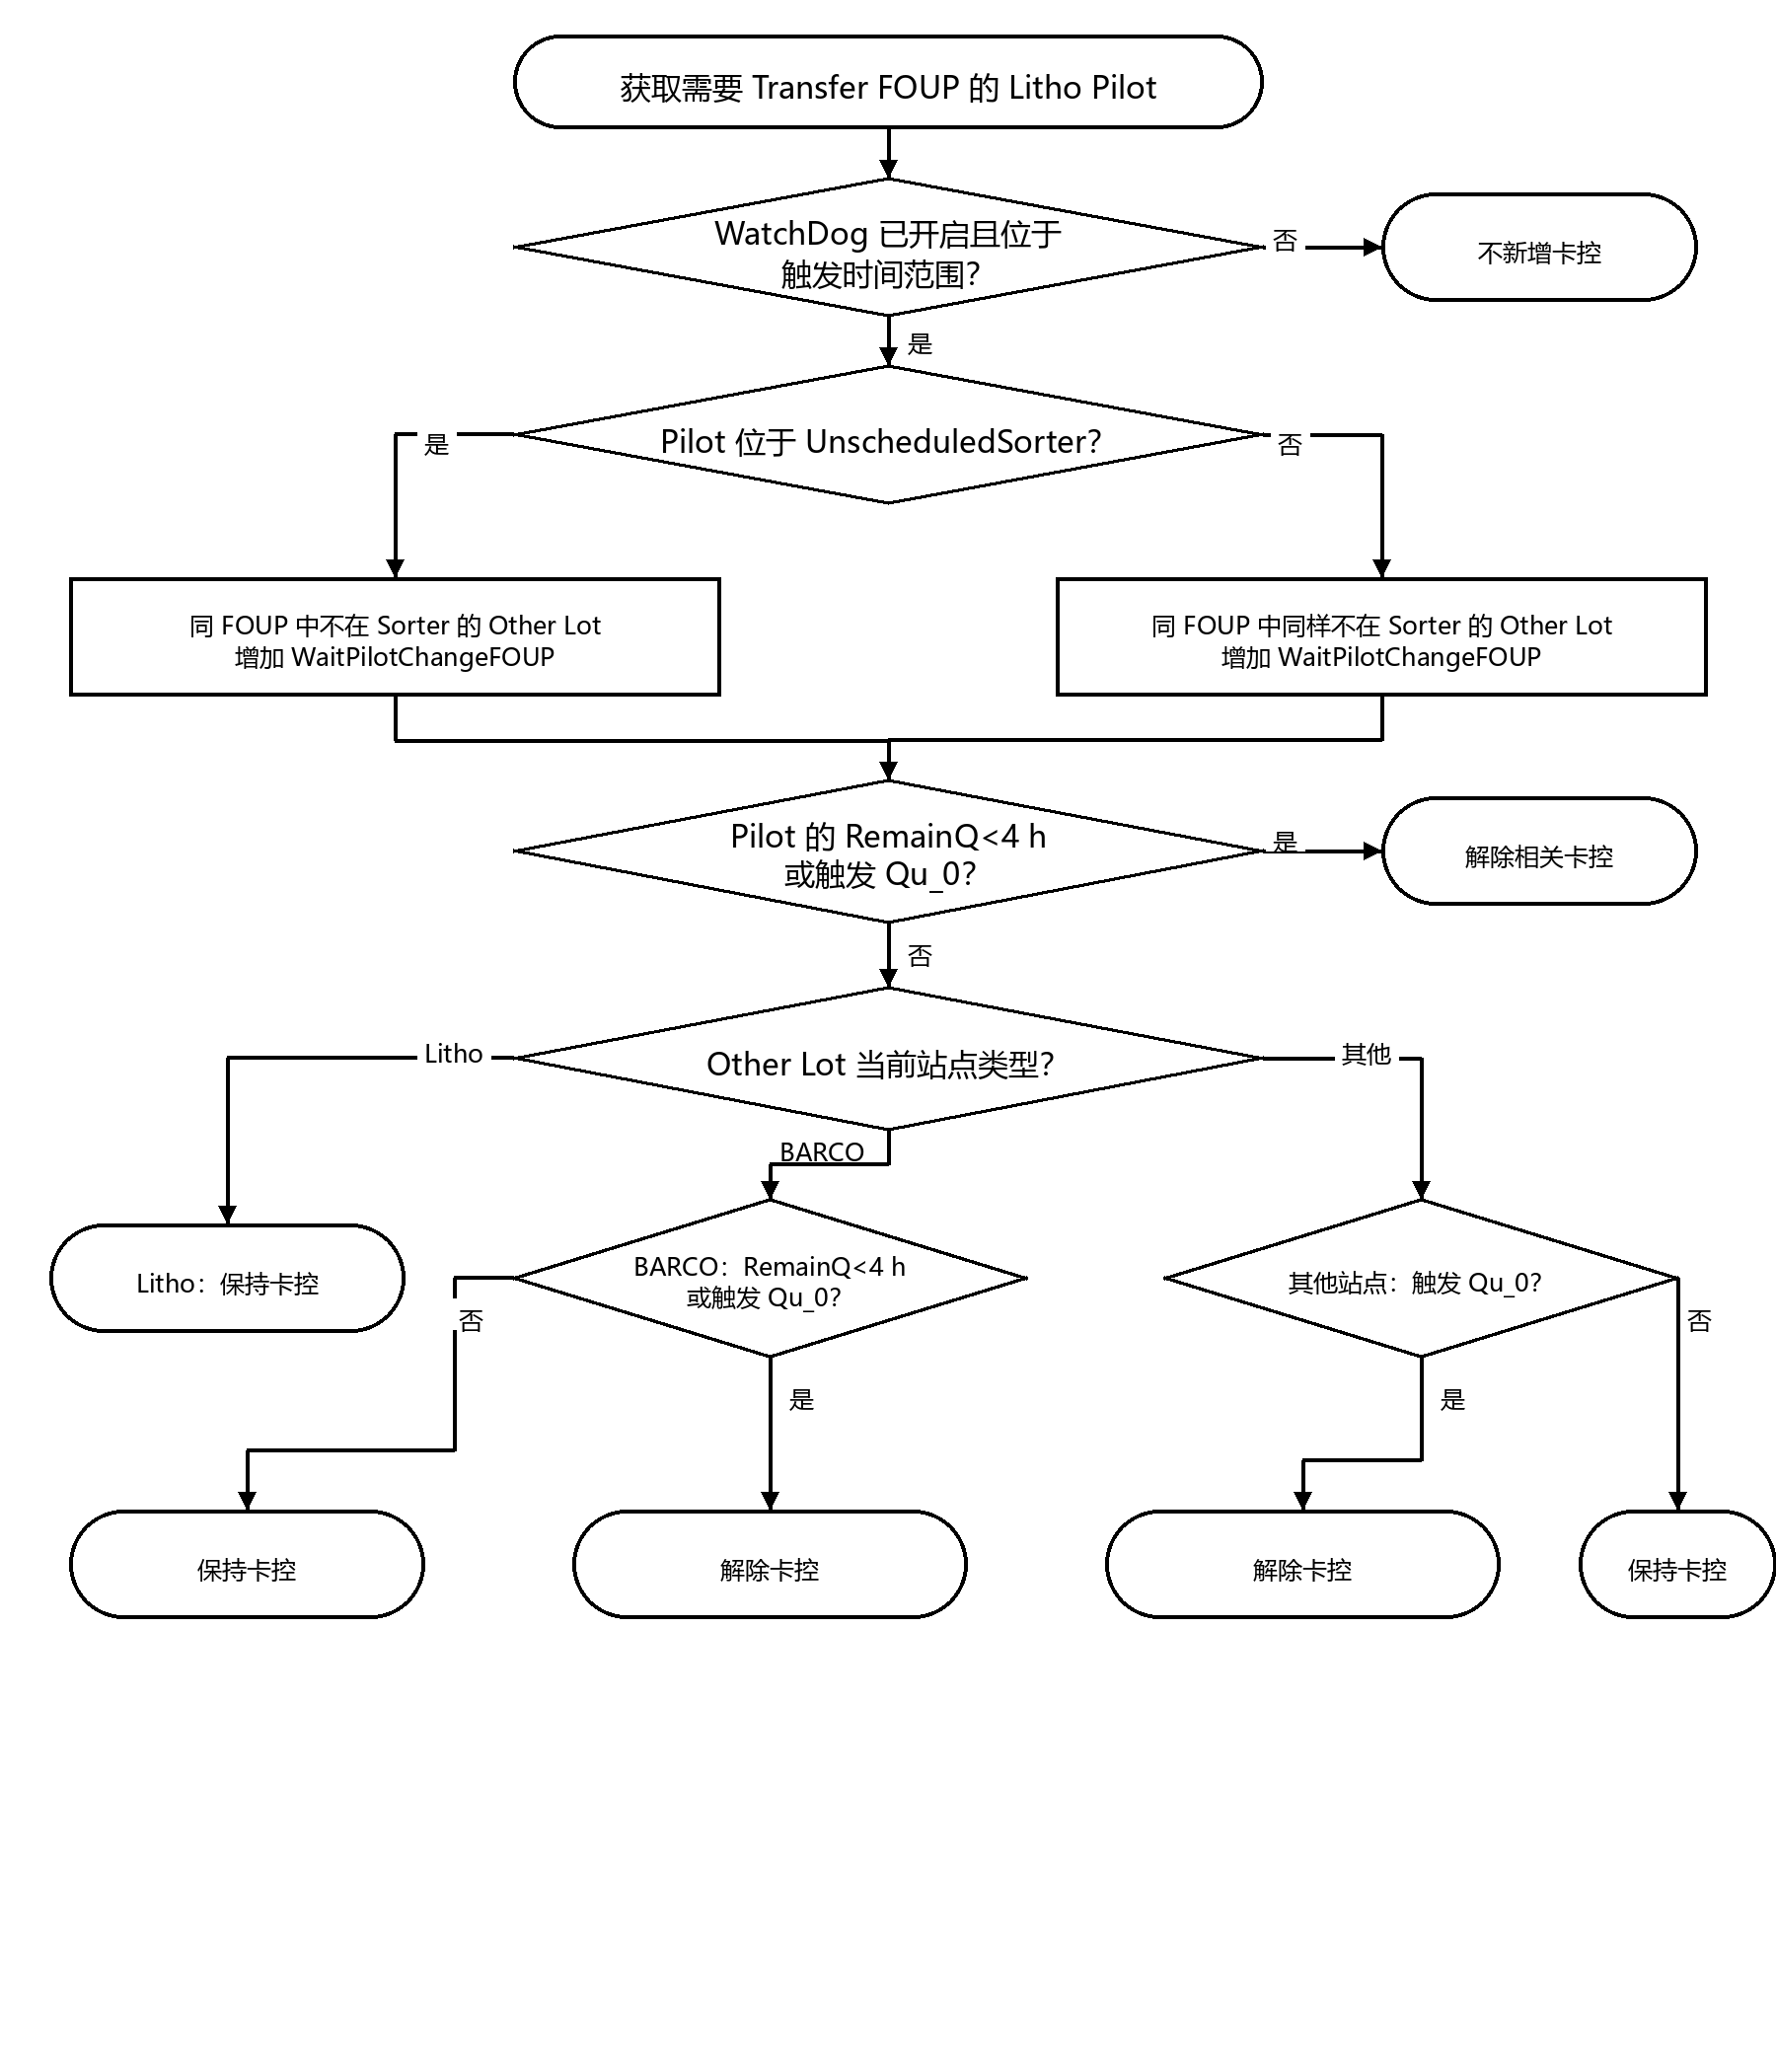 获取需要 Transfer FOUP 的 Litho Pilot
WatchDog 已开启且位于
触发时间范围？
否
不新增卡控
是
Pilot 位于 UnscheduledSorter？
是
否
同 FOUP 中不在 Sorter 的 Other Lot
增加 WaitPilotChangeFOUP
同 FOUP 中同样不在 Sorter 的 Other Lot
增加 WaitPilotChangeFOUP
Pilot 的 RemainQ<4 h
或触发 Qu_0？
是
解除相关卡控
否
Other Lot 当前站点类型？
Litho
其他
BARCO
Litho：保持卡控
BARCO：RemainQ<4 h
或触发 Qu_0？
其他站点：触发 Qu_0？
否
否
是
是
保持卡控
解除卡控
解除卡控
保持卡控